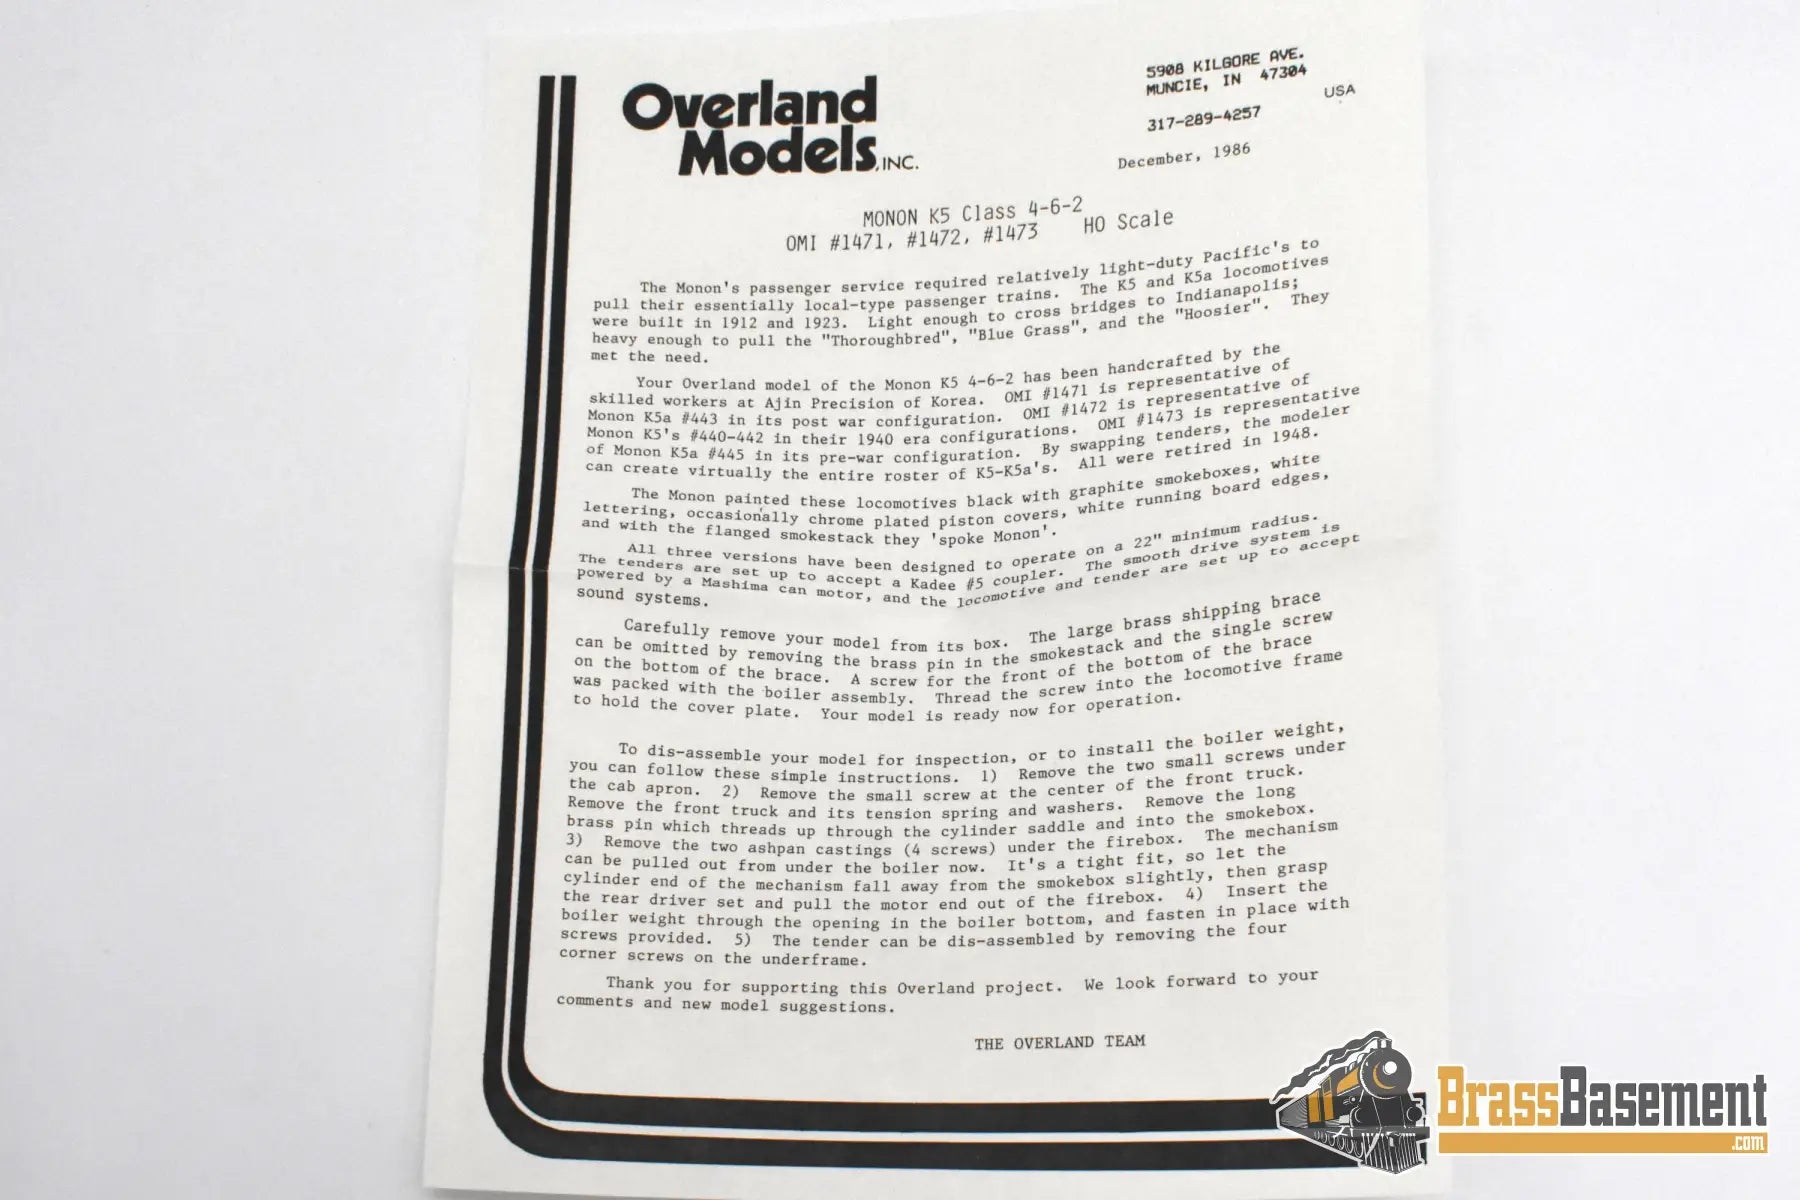 Overland
Models, INC.
5908 KILGORE AVE.
MUNCIE, IN 47304
USA
317-289-4257
December, 1986
MONON K5 Class 4-6-2
OMI #1471, #1472, #1473 HO Scale
The Monon's passenger service required relatively light-duty Pacific's to
pull their essentially local-type passenger trains. The K5 and K5a locomotives
were built in 1912 and 1923. Light enough to cross bridges to Indianapolis;
heavy enough to pull the "Thoroughbred", "Blue Grass", and the "Hoosier". They
met the need.
Your Overland model of the Monon K5 4-6-2 has been handcrafted by the
skilled workers at Ajin Precision of Korea. OMI #1471 is representative of
Monon K5a #443 in its post war configuration. OMI #1472 is representative of
Monon K5's #440-442 in their 1940 era configurations. OMI #1473 is representative
of Monon K5a #445 in its pre-war configuration. By swapping tenders, the modeler
can create virtually the entire roster of K5-K5a's. All were retired in 1948.
The Monon painted these locomotives black with graphite smokeboxes, white
lettering, occasionally chrome plated piston covers, white running board edges,
and with the flanged smokestack they 'spoke Monon'.
All three versions have been designed to operate on a 22" minimum radius.
The tenders are set up to accept a Kadee #5 coupler. The smooth drive system is
powered by a Mashima can motor, and the locomotive and tender are set up to accept
sound systems.
Carefully remove your model from its box. The large brass shipping brace
can be omitted by removing the brass pin in the smokestack and the single screw
on the bottom of the brace. A screw for the front of the bottom of the brace
was packed with the boiler assembly. Thread the screw into the locomotive frame
to hold the cover plate. Your model is ready now for operation.
To dis-assemble your model for inspection, or to install the boiler weight,
you can follow these simple instructions. 1) Remove the two small screws under
the cab apron. 2) Remove the small screw at the center of the front truck.
Remove the front truck and its tension spring and washers. Remove the long
brass pin which threads up through the cylinder saddle and into the smokebox.
3) Remove the two ashpan castings (4 screws) under the firebox. The mechanism
can be pulled out from under the boiler now. It's a tight fit, so let the
cylinder end of the mechanism fall away from the smokebox slightly, then grasp
the rear driver set and pull the motor end out of the firebox. 4) Insert the
boiler weight through the opening in the boiler bottom, and fasten in place with
screws provided. 5) The tender can be dis-assembled by removing the four
corner screws on the underframe.
Thank you for supporting this Overland project. We look forward to your
comments and new model suggestions.
THE OVERLAND TEAM
BrassBasement
.com